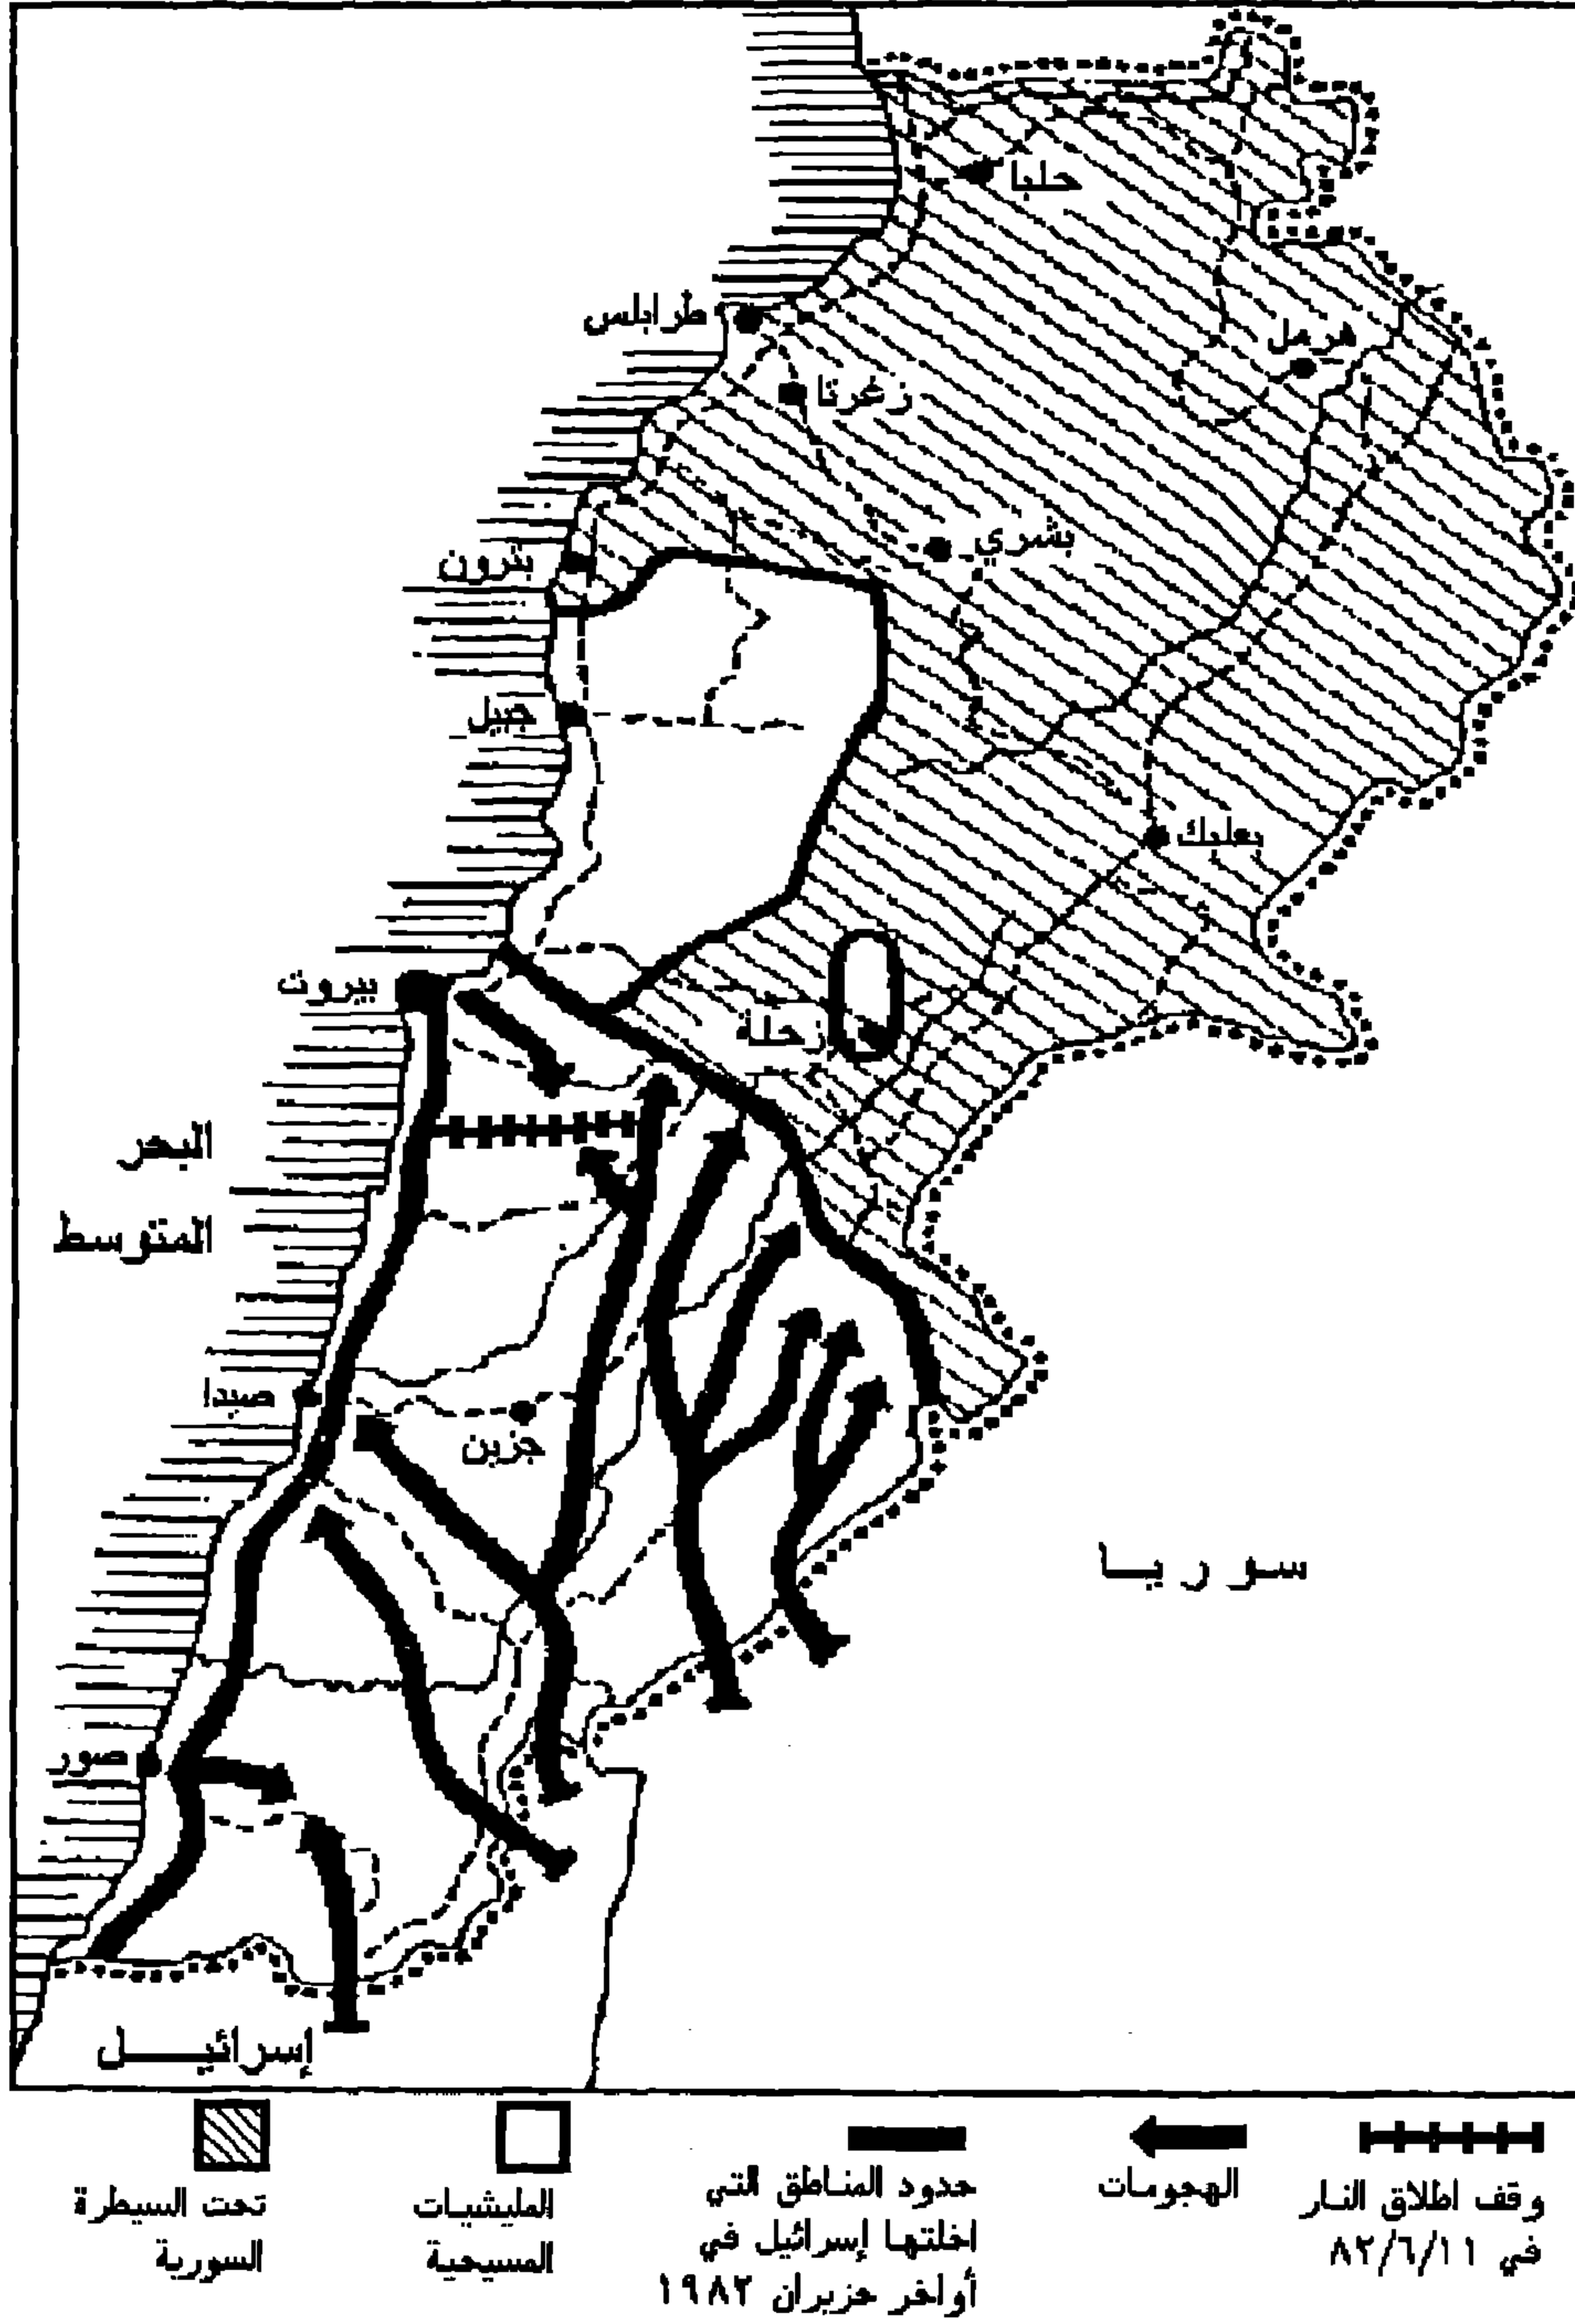 حلبا
طرابلس
هرمل
زغرتا
بشري
بترون
جبيل
بعلبك
بيروت
زحلة
البحر
المتوسط
صيدا
جزين
سوريا
صور
إسرائيل
وقف اطلاق النار
في ٨٢/٦/١١
الهجومات
حدود المناطق التي
اخلتها إسرائيل في
أواخر حزيران ١٩٨٢
المليشيات
المسيحية
تحت السيطرة
السورية